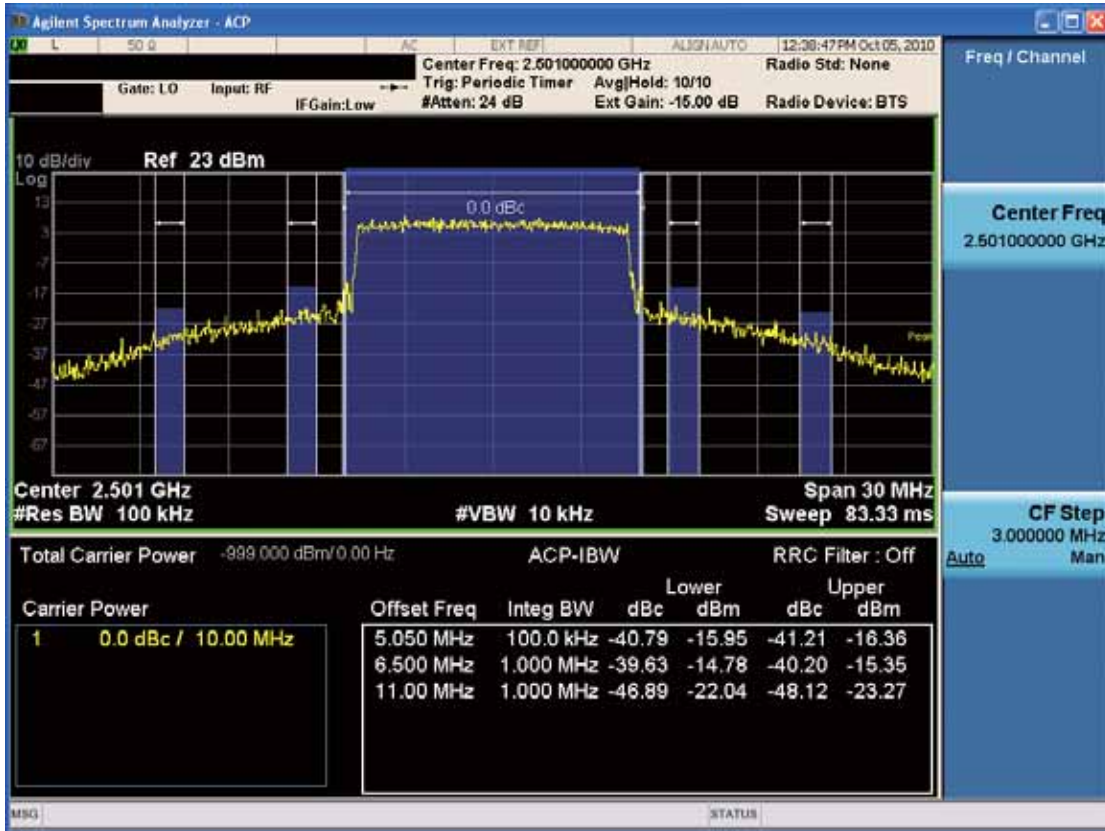 Agilent Spectrum Analyzer - ACP
L 50 Ω AC EXT REF ALIGN AUTO 12:38:47 PM Oct 05, 2010
Center Freq: 2.501000000 GHz Radio Std: None
Gate: LO Input: RF Trig: Periodic Timer Avg|Hold: 10/10
IFGain:Low #Atten: 24 dB Ext Gain: -15.00 dB Radio Device: BTS
10 dB/div Ref 23 dBm
Log
13
3
-7
-17
-27
-37
-47
-57
-67
0.0 dBc
Center 2.501 GHz Span 30 MHz
#Res BW 100 kHz #VBW 10 kHz Sweep 83.33 ms
Total Carrier Power -999.000 dBm/ 0.00 Hz ACP-IBW RRC Filter : Off
Lower Upper
Carrier Power Offset Freq Integ BW dBc dBm dBc dBm
1 0.0 dBc / 10.00 MHz 5.050 MHz 100.0 kHz -40.79 -15.95 -41.21 -16.36
6.500 MHz 1.000 MHz -39.63 -14.78 -40.20 -15.35
11.00 MHz 1.000 MHz -46.89 -22.04 -48.12 -23.27
MSG STATUS
Freq / Channel
Center Freq
2.501000000 GHz
CF Step
3.000000 MHz
Auto Man